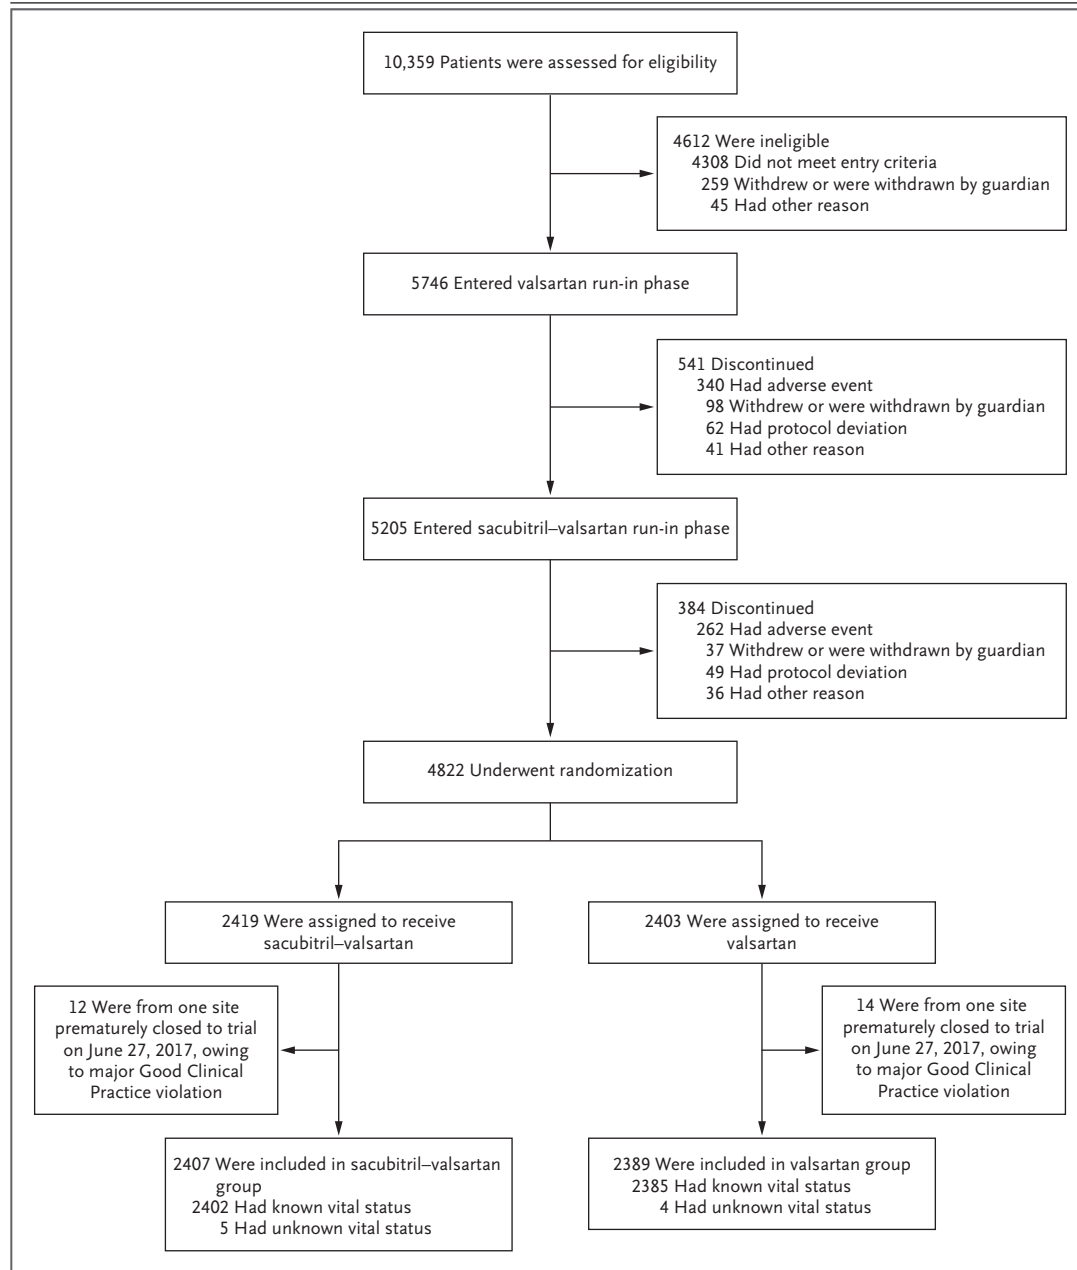 10,359 Patients were assessed for eligibility
4612 Were ineligible
4308 Did not meet entry criteria
259 Withdrew or were withdrawn by guardian
45 Had other reason
5746 Entered valsartan run-in phase
541 Discontinued
340 Had adverse event
98 Withdrew or were withdrawn by guardian
62 Had protocol deviation
41 Had other reason
5205 Entered sacubitril–valsartan run-in phase
384 Discontinued
262 Had adverse event
37 Withdrew or were withdrawn by guardian
49 Had protocol deviation
36 Had other reason
4822 Underwent randomization
2419 Were assigned to receive
sacubitril–valsartan
2403 Were assigned to receive
valsartan
12 Were from one site
prematurely closed to trial
on June 27, 2017, owing
to major Good Clinical
Practice violation
14 Were from one site
prematurely closed to trial
on June 27, 2017, owing
to major Good Clinical
Practice violation
2407 Were included in sacubitril–valsartan
group
2402 Had known vital status
5 Had unknown vital status
2389 Were included in valsartan group
2385 Had known vital status
4 Had unknown vital status